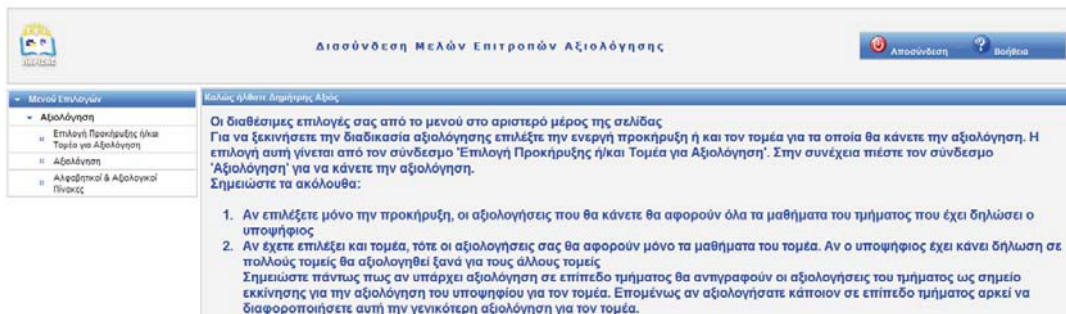 Διασύνδεση Μελών Επιτροπών Αξιολόγησης
Αποσύνδεση
Βοήθεια
Μενού Επιλογών
Αξιολόγηση
Επιλογή Προκήρυξης ή/και
Τομέα για Αξιολόγηση
Αξιολόγηση
Αλφαβητικοί & Αξιολογικοί
Πίνακες
Καλώς ήλθατε Δημήτρης Αξιός
Οι διαθέσιμες επιλογές σας από το μενού στο αριστερό μέρος της σελίδας
Για να ξεκινήσετε την διαδικασία αξιολόγησης επιλέξτε την ενεργή προκήρυξη ή και τον τομέα για τα οποία θα κάνετε την αξιολόγηση. Η
επιλογή αυτή γίνεται από τον σύνδεσμο 'Επιλογή Προκήρυξης ή/και Τομέα για Αξιολόγηση'. Στην συνέχεια πιέστε τον σύνδεσμο
'Αξιολόγηση' για να κάνετε την αξιολόγηση.
Σημειώστε τα ακόλουθα:
1. Αν επιλέξετε μόνο την προκήρυξη, οι αξιολογήσεις που θα κάνετε θα αφορούν όλα τα μαθήματα του τμήματος που έχει δηλώσει ο
υποψήφιος
2. Αν έχετε επιλέξει και τομέα, τότε οι αξιολογήσεις σας θα αφορούν μόνο τα μαθήματα του τομέα. Αν ο υποψήφιος έχει κάνει δήλωση σε
πολλούς τομείς θα αξιολογηθεί ξανά για τους άλλους τομείς
Σημειώστε πάντως πως αν υπάρχει αξιολόγηση σε επίπεδο τμήματος θα αντιγραφούν οι αξιολογήσεις του τμήματος ως σημείο
εκκίνησης για την αξιολόγηση του υποψηφίου για τον τομέα. Επομένως αν αξιολογήσατε κάποιον σε επίπεδο τμήματος αρκεί να
διαφοροποιήσετε αυτή την γενικότερη αξιολόγηση για τον τομέα.